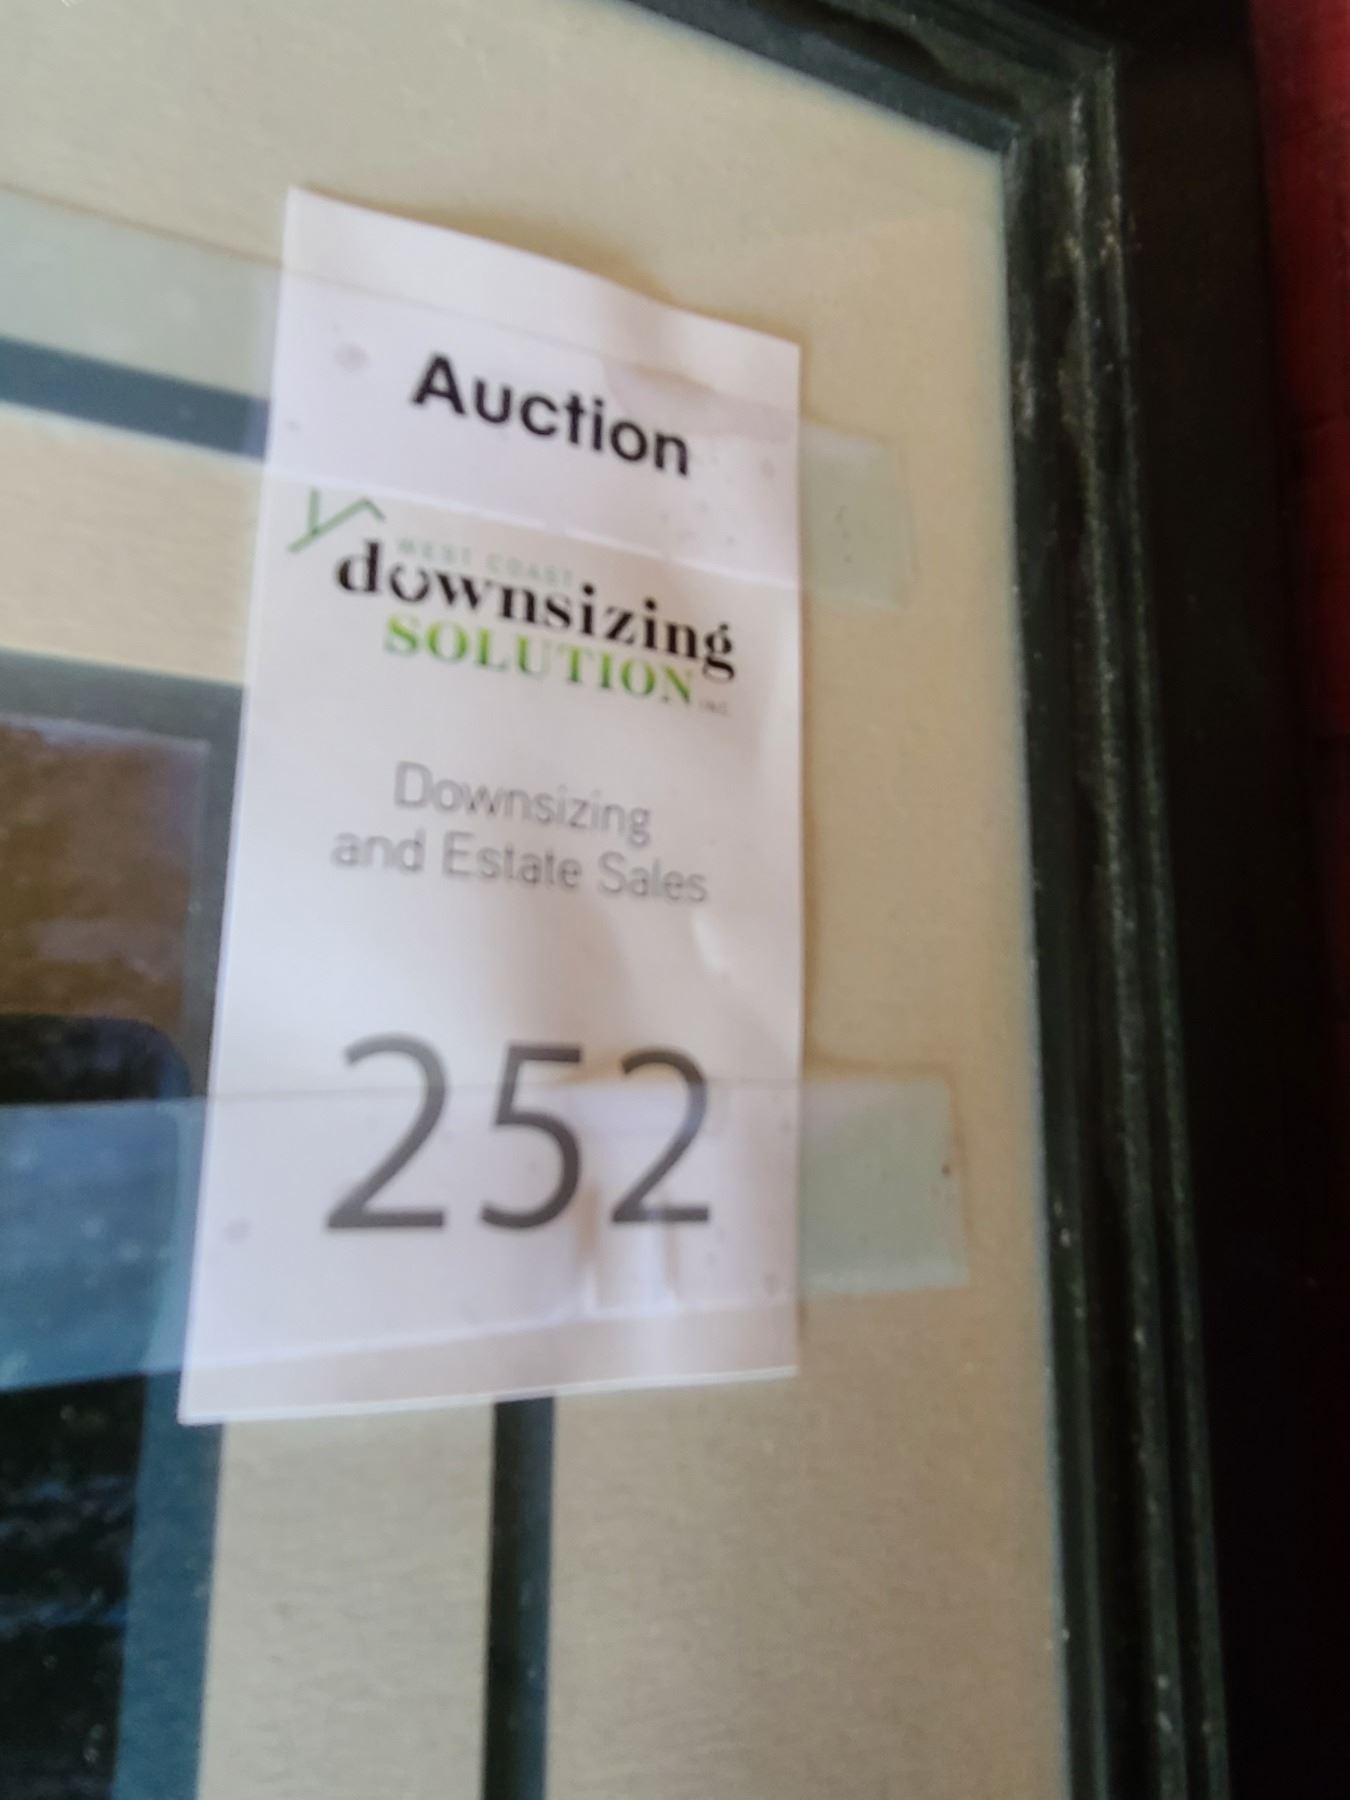 Auction
WEST COAST
downsizing
SOLUTION INC.
Downsizing
and Estate Sales
252